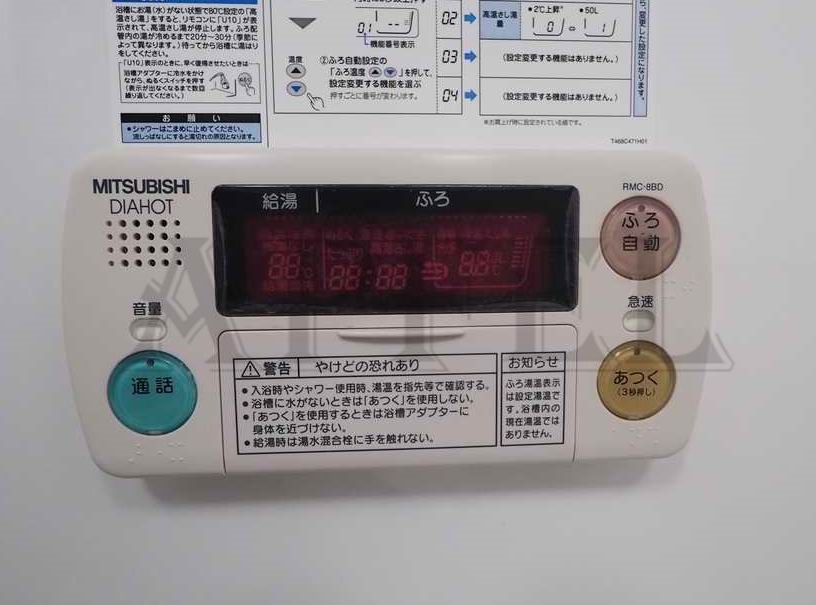 浴槽にお湯(水)がない状態で80℃設定の「高
温さし湯」をすると、リモコンに「U10」が表
示されて、高温さし湯が停止します。ふろ配
管内の湯が冷めるまで20分〜30分(季節に
よって異なります。)待ってから浴槽に湯はり
をしてください。
「U10」表示のときに、早く復帰させたいときは
浴槽アダプターに冷水をかけ
ながら、ぬるくスイッチを押す
(表示が出なくなるまで数回
繰り返してください。)
お願い
●シャワーはこまめに止めてください。
流しっぱなしにすると湯切れの原因となります。
機能番号表示
温度
②ふろ自動設定の
「ふろ温度」を押して、
設定変更する機能を選ぶ
押すごとに番号が変わります。
02
高温さし湯
量
●2℃上昇* ●50L
0 ⇔ 1
03
(設定変更する機能はありません。)
04
(設定変更する機能はありません。)
ら、変更した設定になります。
※お買上げ時に設定されている値です。
T468C471H01
MITSUBISHI
DIAHOT
給湯
ふろ
RMC-8BD
ふろ
自動
88℃
88:88
音量
通話
急速
あつく
(3秒押し)
警告 やけどの恐れあり
●入浴時やシャワー使用時、湯温を指先等で確認する。
●浴槽に水がないときは「あつく」を使用しない。
●「あつく」を使用するときは浴槽アダプターに
身体を近づけない。
●給湯時は湯水混合栓に手を触れない。
お知らせ
ふろ湯温表示
は設定湯温で
す。浴槽内の
現在湯温では
ありません。